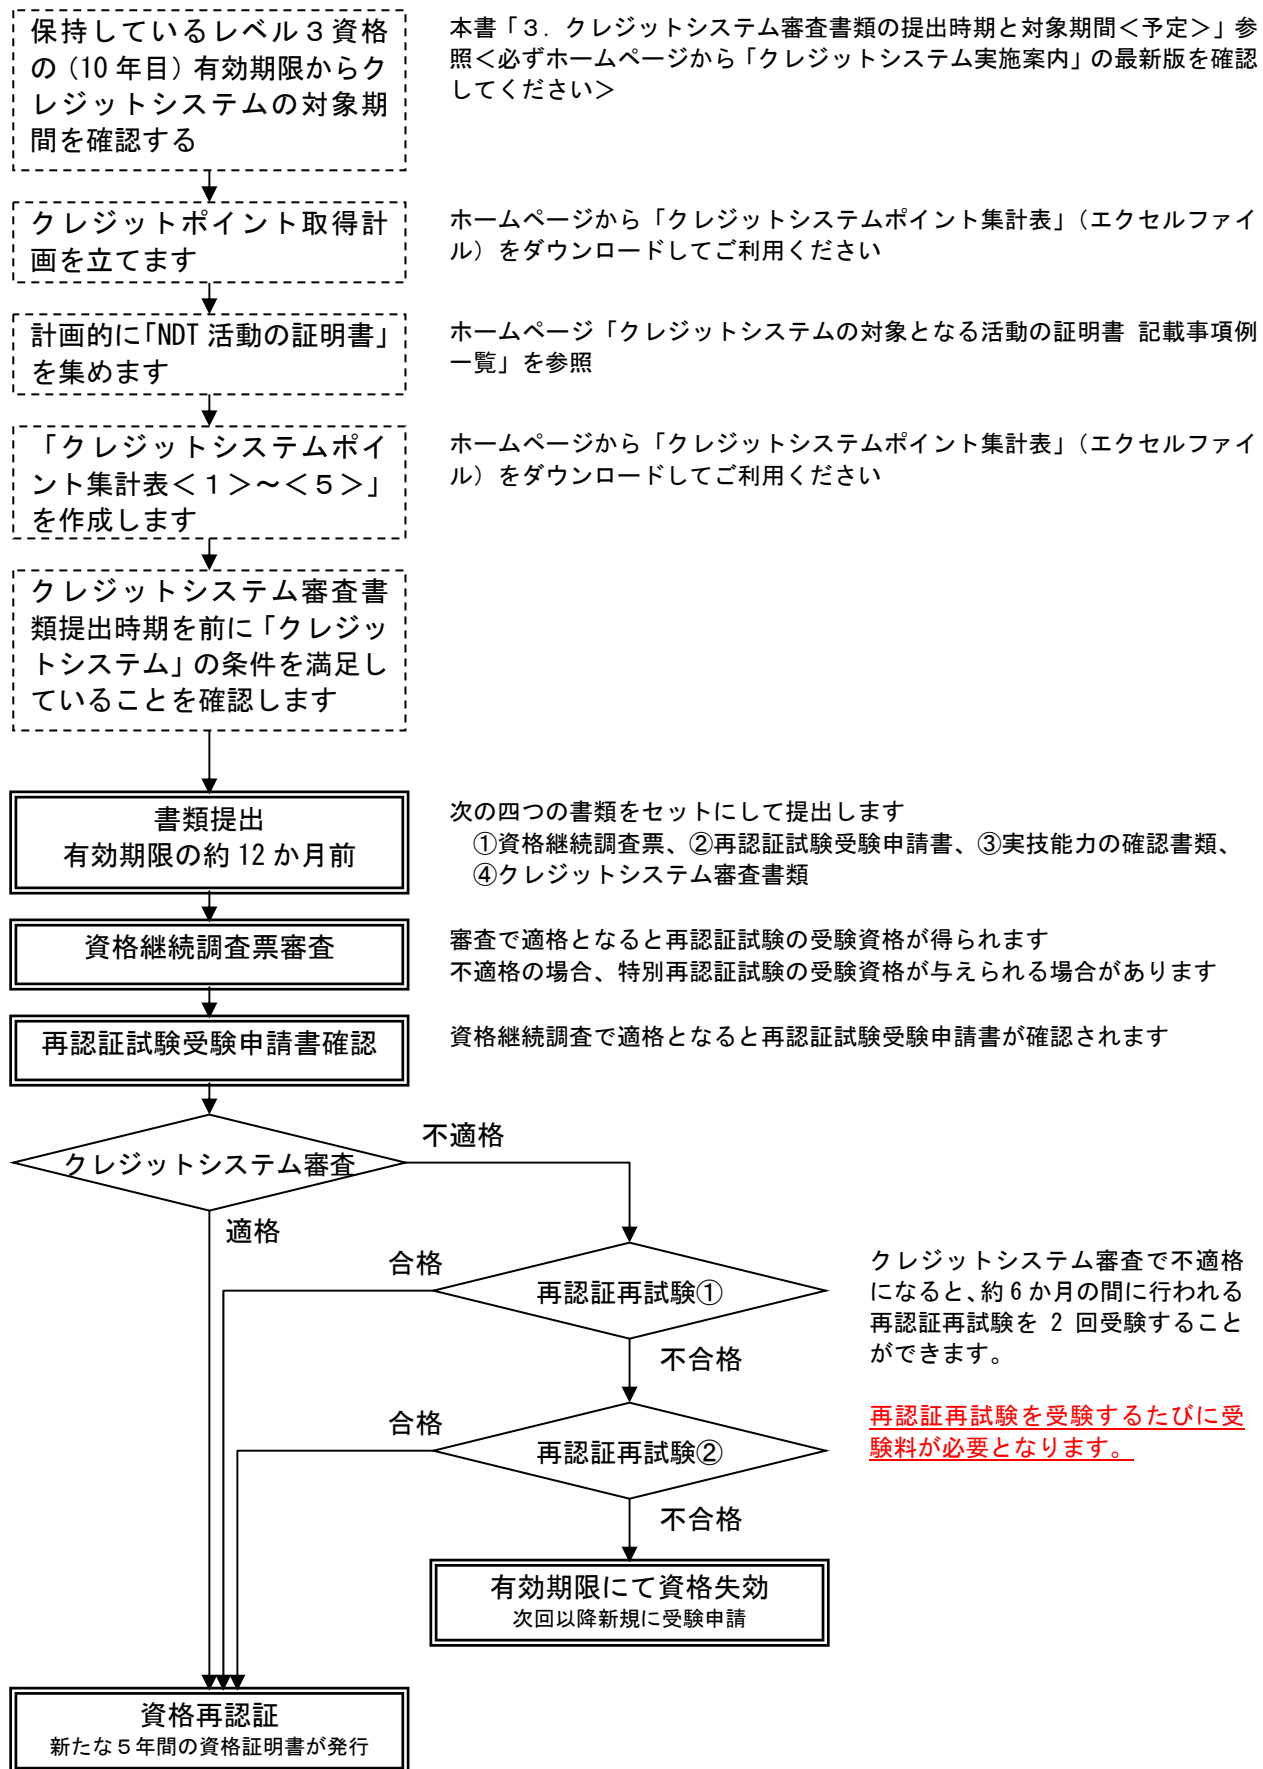 保持しているレベル３資格
の（10 年目）有効期限からク
レジットシステムの対象期
間を確認する
本書「３．クレジットシステム審査書類の提出時期と対象期間＜予定＞」参
照＜必ずホームページから「クレジットシステム実施案内」の最新版を確認
してください＞
クレジットポイント取得計
画を立てます
ホームページから「クレジットシステムポイント集計表」（エクセルファイ
ル）をダウンロードしてご利用ください
計画的に「NDT 活動の証明書」
を集めます
ホームページ「クレジットシステムの対象となる活動の証明書 記載事項例
一覧」を参照
「クレジットシステムポイ
ント集計表＜１＞～＜５＞」
を作成します
ホームページから「クレジットシステムポイント集計表」（エクセルファイ
ル）をダウンロードしてご利用ください
クレジットシステム審査書
類提出時期を前に「クレジッ
トシステム」の条件を満足し
ていることを確認します
書類提出
有効期限の約 12 か月前
次の四つの書類をセットにして提出します
①資格継続調査票、②再認証試験受験申請書、③実技能力の確認書類、
④クレジットシステム審査書類
資格継続調査票審査
審査で適格となると再認証試験の受験資格が得られます
不適格の場合、特別再認証試験の受験資格が与えられる場合があります
再認証試験受験申請書確認
資格継続調査で適格となると再認証試験受験申請書が確認されます
クレジットシステム審査
不適格
適格
合格
再認証再試験①
不合格
クレジットシステム審査で不適格
になると、約 6 か月の間に行われる
再認証再試験を 2 回受験すること
ができます。
再認証再試験を受験するたびに受
験料が必要となります。
合格
再認証再試験②
不合格
有効期限にて資格失効
次回以降新規に受験申請
資格再認証
新たな５年間の資格証明書が発行